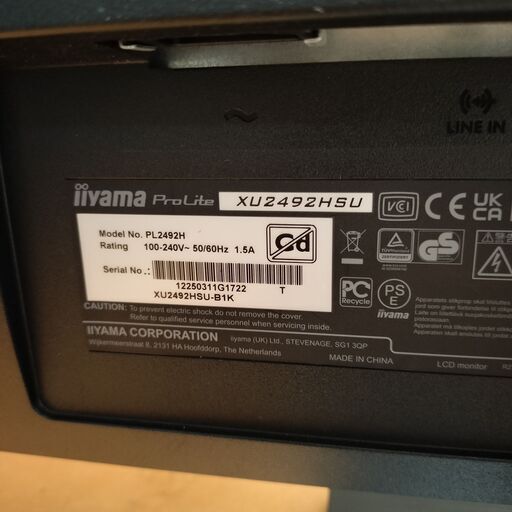 LINE IN
iiyama ProLite XU2492HSU
VCI
CE UKCA
Model No. PL2492H
Rating 100-240V~ 50/60Hz 1.5A
Cd
Serial No. :
12250311G1722 T
XU2492HSU-B1K
GS
PC Recycle
PS E
iiyama
CAUTION: To prevent electric shock do not remove the cover.
Refer to qualified service personnel when servicing inside.
IIYAMA CORPORATION iiyama (UK) Ltd., STEVENAGE, SG1 3QP
Wijkermeerstraat 8, 2131 HA Hoofddorp, The Netherlands
MADE IN CHINA
LCD monitor